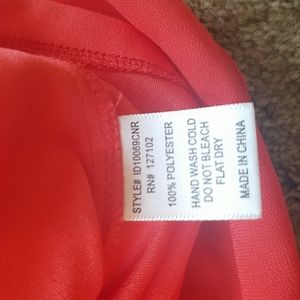 STYLE# ID10069CNR
RN# 127102
100% POLYESTER
HAND WASH COLD
DO NOT BLEACH
FLAT DRY
MADE IN CHINA